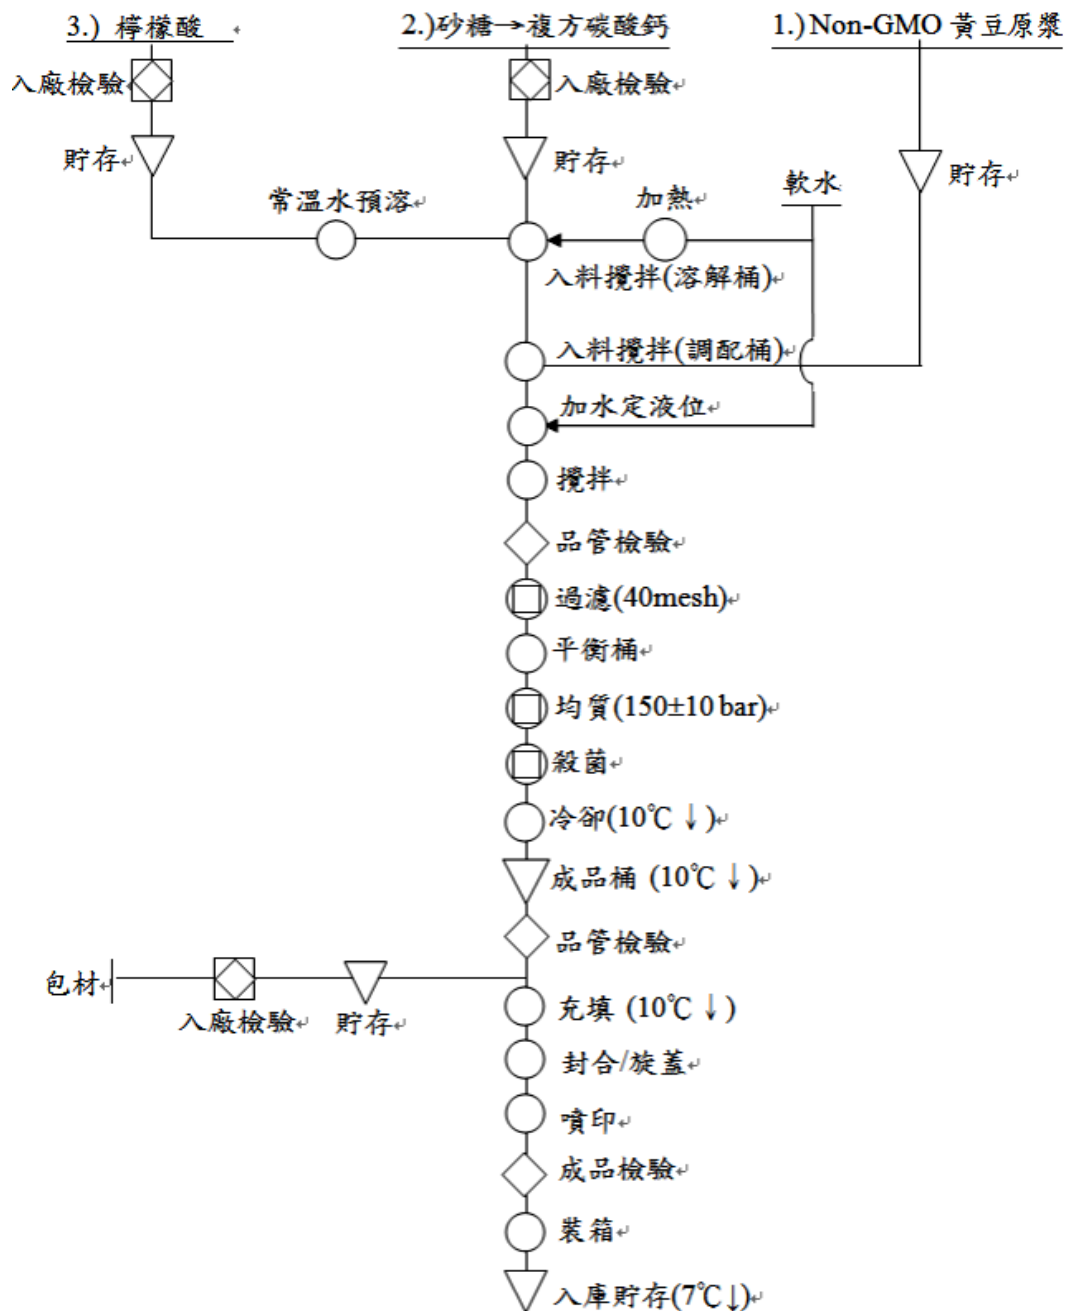 3.) 檸檬酸
2.)砂糖→複方碳酸鈣
1.) Non-GMO 黃豆原漿
入廠檢驗
入廠檢驗
貯存
貯存
貯存
常溫水預溶
加熱
軟水
入料攪拌(溶解桶)
入料攪拌(調配桶)
加水定液位
攪拌
品管檢驗
過濾(40mesh)
平衡桶
均質(150±10 bar)
殺菌
冷卻(10℃↓)
成品桶 (10℃↓)
品管檢驗
包材
入廠檢驗
貯存
充填 (10℃↓)
封合/旋蓋
噴印
成品檢驗
裝箱
入庫貯存(7℃↓)